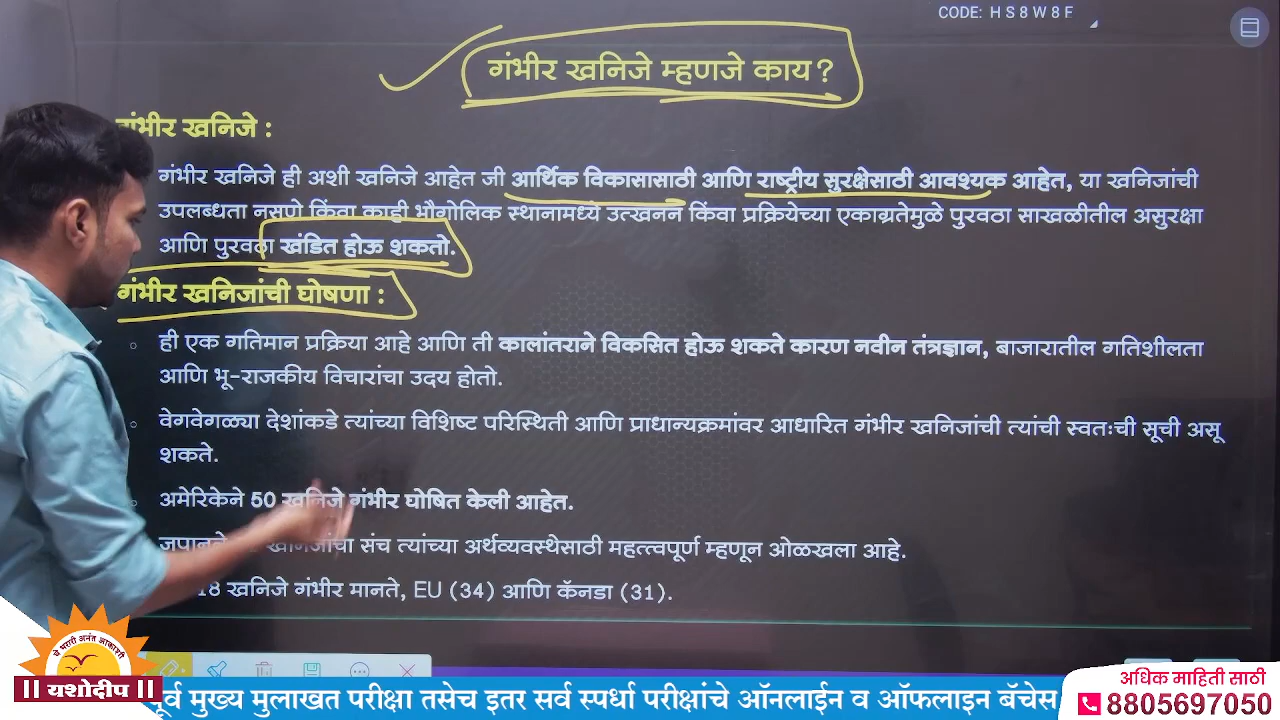 CODE: HS8W8F
गंभीर खनिजे म्हणजे काय?
गंभीर खनिजे :
गंभीर खनिजे ही अशी खनिजे आहेत जी आर्थिक विकासासाठी आणि राष्ट्रीय सुरक्षेसाठी आवश्यक आहेत, या खनिजांची
उपलब्धता नसणे किंवा काही भौगोलिक स्थानामध्ये उत्खनन किंवा प्रक्रियेच्या एकाग्रतेमुळे पुरवठा साखळीतील असुरक्षा
आणि पुरवठा खंडित होऊ शकतो.
गंभीर खनिजांची घोषणा :
ही एक गतिमान प्रक्रिया आहे आणि ती कालांतराने विकसित होऊ शकते कारण नवीन तंत्रज्ञान, बाजारातील गतिशीलता
आणि भू-राजकीय विचारांचा उदय होतो.
वेगवेगळ्या देशांकडे त्यांच्या विशिष्ट परिस्थिती आणि प्राधान्यक्रमांवर आधारित गंभीर खनिजांची त्यांची स्वतःची सूची असू
शकते.
अमेरिकेने 50 खनिजे गंभीर घोषित केली आहेत.
जपानने खनिजांचा संच त्यांच्या अर्थव्यवस्थेसाठी महत्त्वपूर्ण म्हणून ओळखला आहे.
18 खनिजे गंभीर मानते, EU (34) आणि कॅनडा (31).
ये भरारी अनंत आकाशी
॥ यशोदीप ॥
पूर्व मुख्य मुलाखत परीक्षा तसेच इतर सर्व स्पर्धा परीक्षांचे ऑनलाईन व ऑफलाइन बॅचेस
अधिक माहिती साठी
8805697050